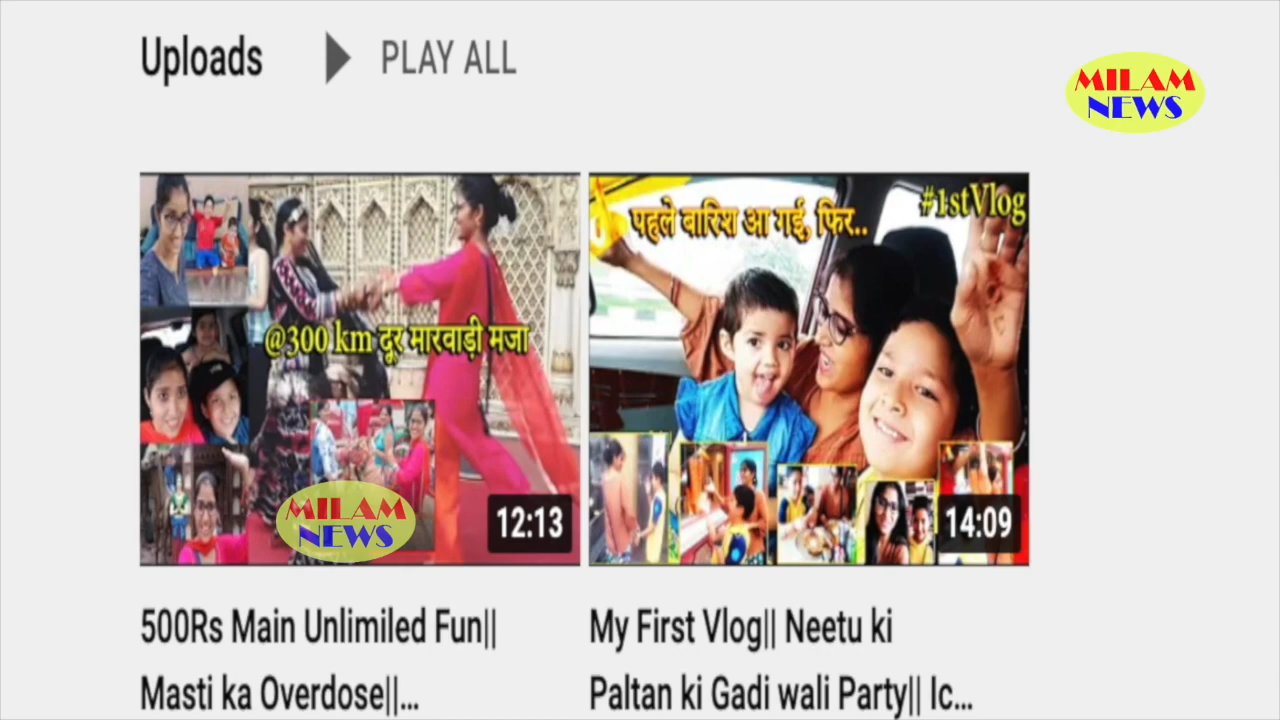 Uploads
PLAY ALL
MILAM
NEWS
@300 km दूर मारवाड़ी मजा
MILAM
NEWS
12:13
#1stVlog
पहले बारिश आ गई, फिर..
14:09
500Rs Main Unlimiled Fun||
Masti ka Overdose||...
My First Vlog|| Neetu ki
Paltan ki Gadi wali Party|| Ic...